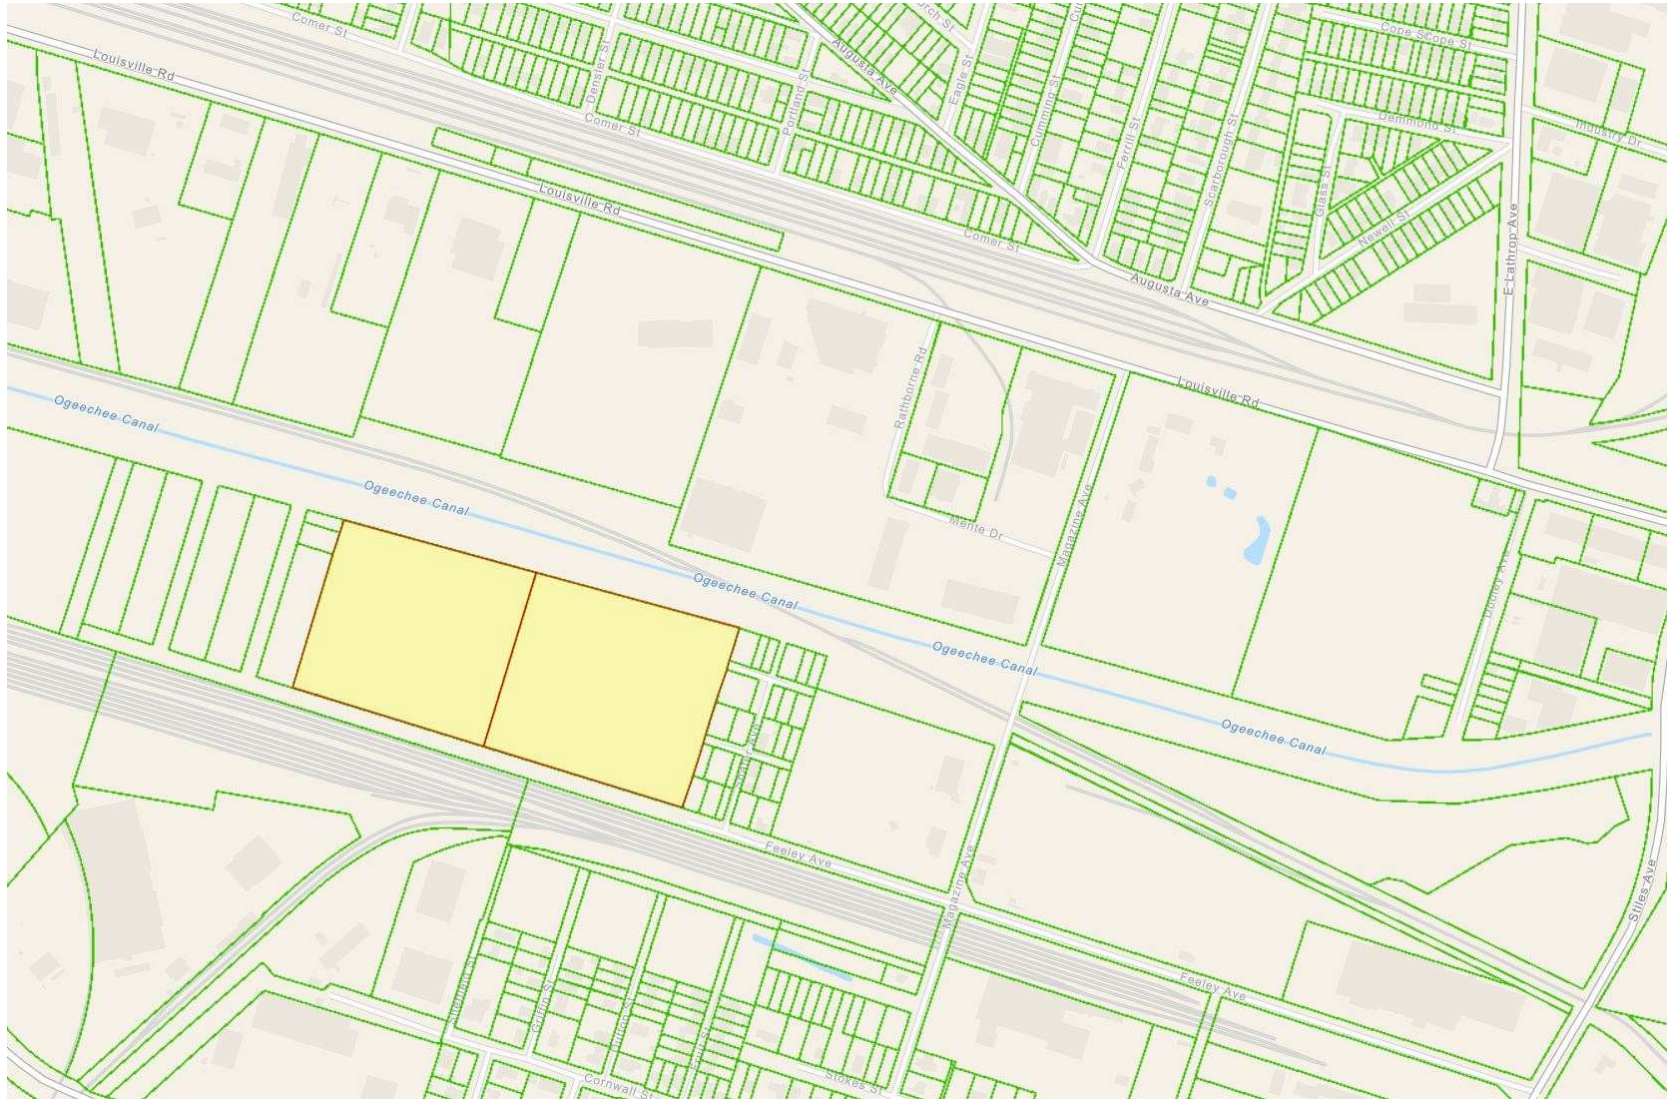 Comer St
Louisville Rd
Densler St
Comer St
Portland St
Augusta Ave
Eagle St
Cumming St
Ferrill St
Scarborough St
Cope St
Cope St
Demmond St
Industry Dr
Glass St
Newell St
E Lathrop Ave
Louisville Rd
Comer St
Augusta Ave
Louisville Rd
Rathborne Rd
Mente Dr
Magazine Ave
Ogeechee Canal
Ogeechee Canal
Ogeechee Canal
Ogeechee Canal
Ogeechee Canal
Feeley Ave
Magazine Ave
Feeley Ave
Stiles Ave
Griffin St
Cornwall St
Stokes St